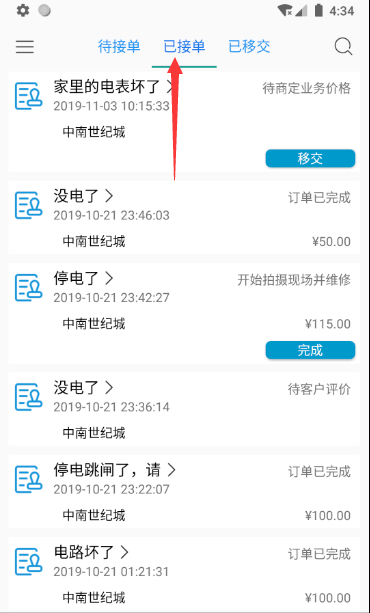 4:34
待接单 已接单 已移交
家里的电表坏了 待商定业务价格
2019-11-03 10:15:33
中南世纪城
移交
没电了 订单已完成
2019-10-21 23:46:03
中南世纪城 ¥50.00
停电了 开始拍摄现场并维修
2019-10-21 23:42:27
中南世纪城 ¥115.00
完成
没电了 待客户评价
2019-10-21 23:36:14
中南世纪城
停电跳闸了，请 订单已完成
2019-10-21 23:22:07
中南世纪城 ¥100.00
电路坏了 订单已完成
2019-10-21 01:21:31
中南世纪城 ¥100.00